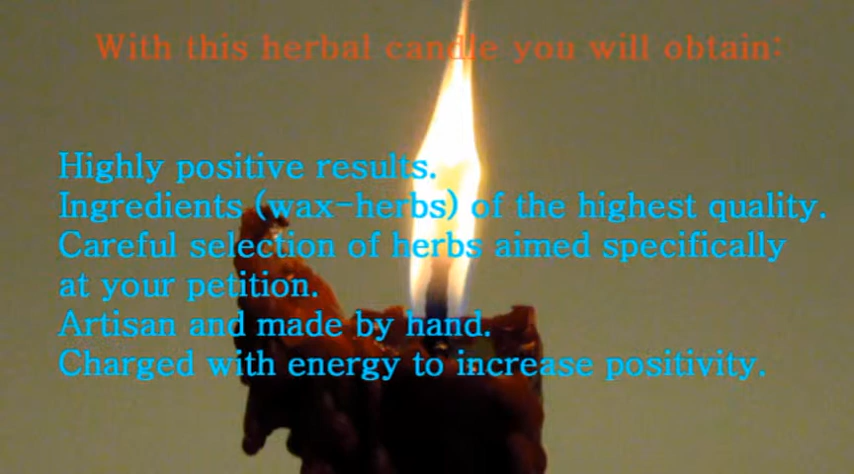 With this herbal candle you will obtain:
Highly positive results.
Ingredients (wax-herbs) of the highest quality.
Careful selection of herbs aimed specifically
at your petition.
Artisan and made by hand.
Charged with energy to increase positivity.